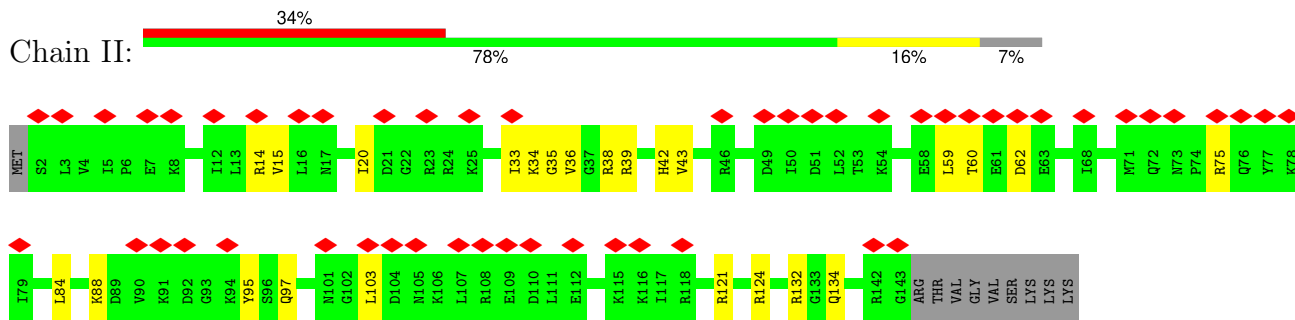 34%
Chain II:
78% 16% 7%
MET S2 L3 V4 I5 P6 E7 K8 I12 L13 R14 V15 L16 N17 I20 D21 G22 R23 R24 K25 I33 K34 G35 V36 G37 R38 R39 H42 V43 R46 D49 I50 D51 L52 T53 K54 E58 L59 T60 E61 D62 E63 I68 M71 Q72 N73 P74 R75 Q76 Y77 K78
I79 L84 K88 D89 V90 K91 D92 G93 K94 Y95 S96 Q97 N101 G102 L103 D104 N105 K106 L107 R108 E109 D110 L111 E112 K115 K116 I117 R118 R121 R124 R132 G133 Q134 R142 G143 ARG THR VAL GLY VAL SER LYS LYS LYS